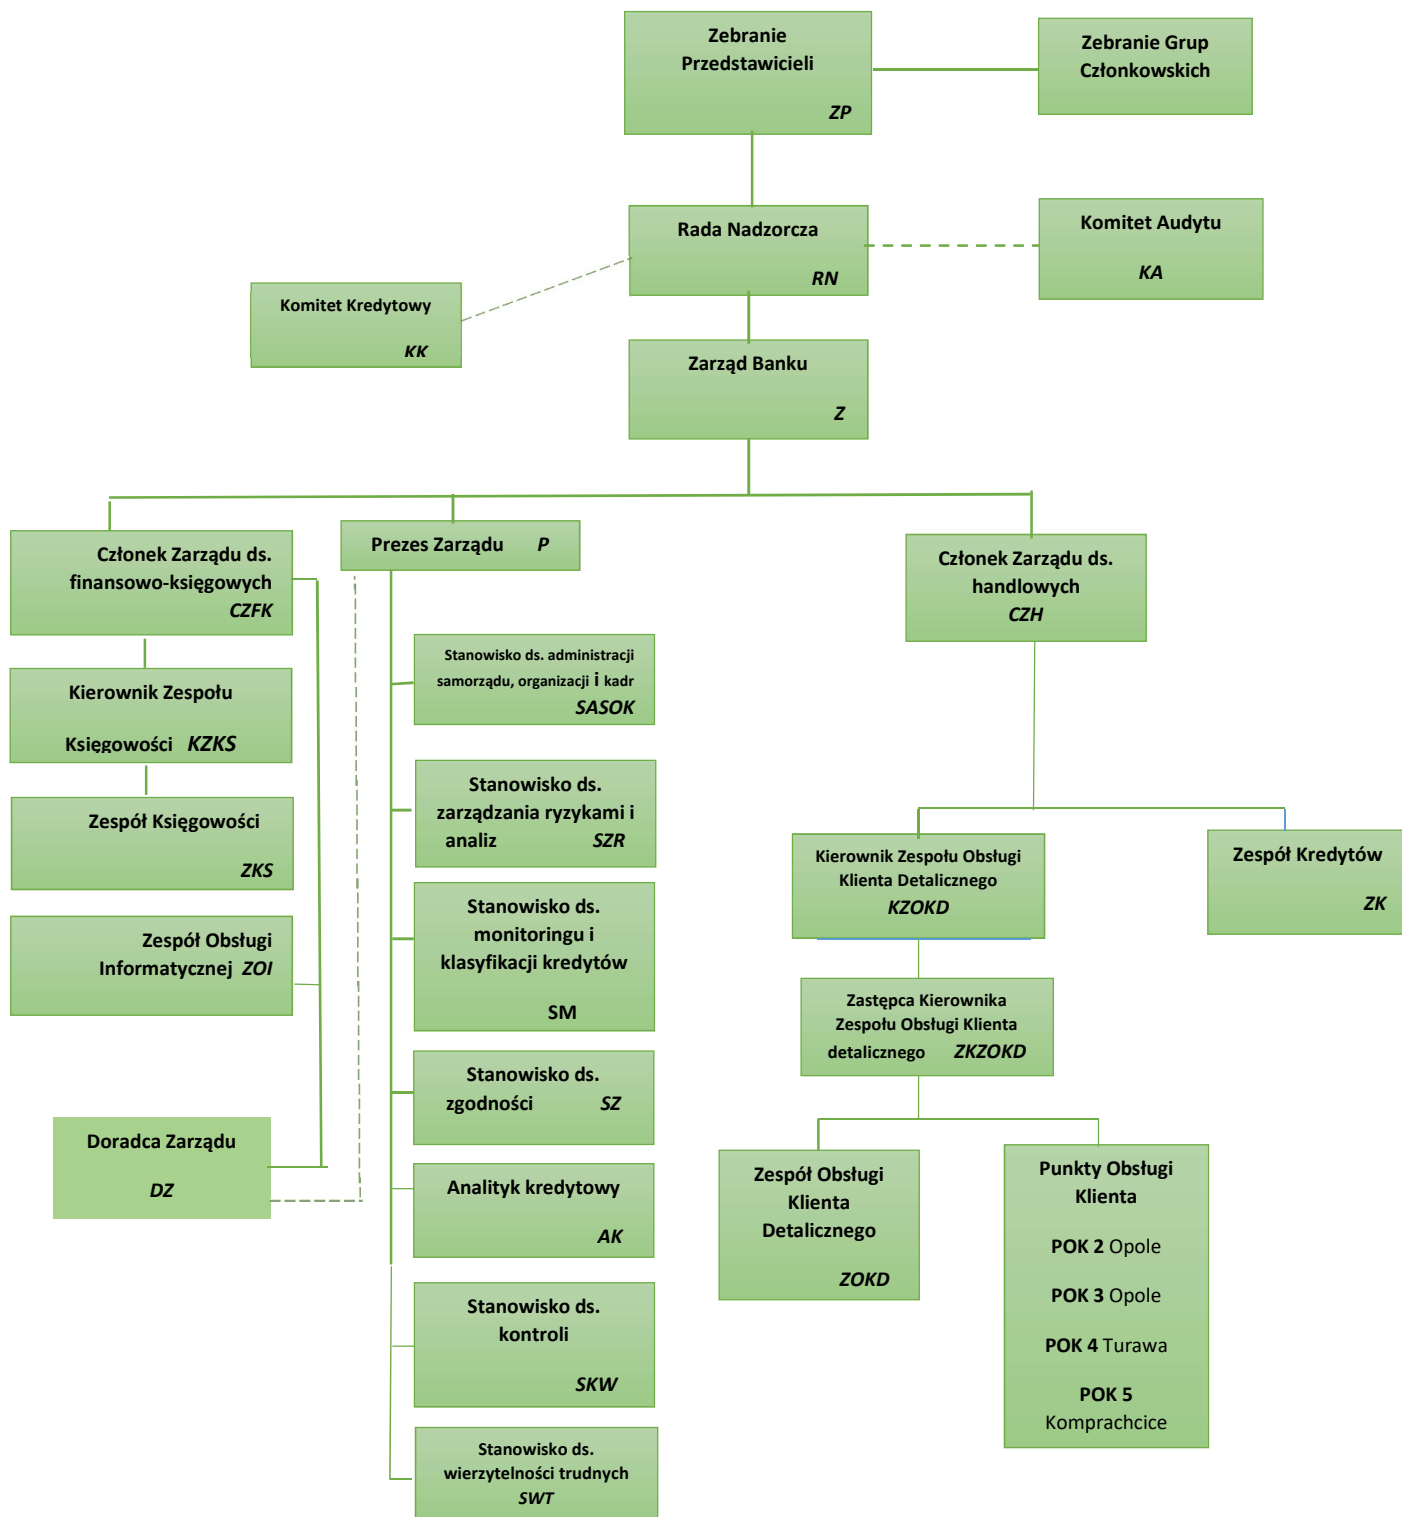 Zebranie
Przedstawicieli
ZP
Zebranie Grup
Członkowskich
Rada Nadzorcza
RN
Komitet Audytu
KA
Komitet Kredytowy
KK
Zarząd Banku
Z
Członek Zarządu ds.
finansowo-księgowych
CZFK
Prezes Zarządu P
Członek Zarządu ds.
handlowych
CZH
Kierownik Zespołu
Księgowości KZKS
Zespół Księgowości
ZKS
Zespół Obsługi
Informatycznej ZOI
Doradca Zarządu
DZ
Stanowisko ds. administracji
samorządu, organizacji i kadr
SASOK
Stanowisko ds.
zarządzania ryzykami i
analiz SZR
Stanowisko ds.
monitoringu i
klasyfikacji kredytów
SM
Stanowisko ds.
zgodności SZ
Analityk kredytowy
AK
Stanowisko ds.
kontroli
SKW
Stanowisko ds.
wierzytelności trudnych
SWT
Kierownik Zespołu Obsługi
Klienta Detalicznego
KZOKD
Zespół Kredytów
ZK
Zastępca Kierownika
Zespołu Obsługi Klienta
detalicznego ZKZOKD
Zespół Obsługi
Klienta
Detalicznego
ZOKD
Punkty Obsługi
Klienta
POK 2 Opole
POK 3 Opole
POK 4 Turawa
POK 5
Komprachcice